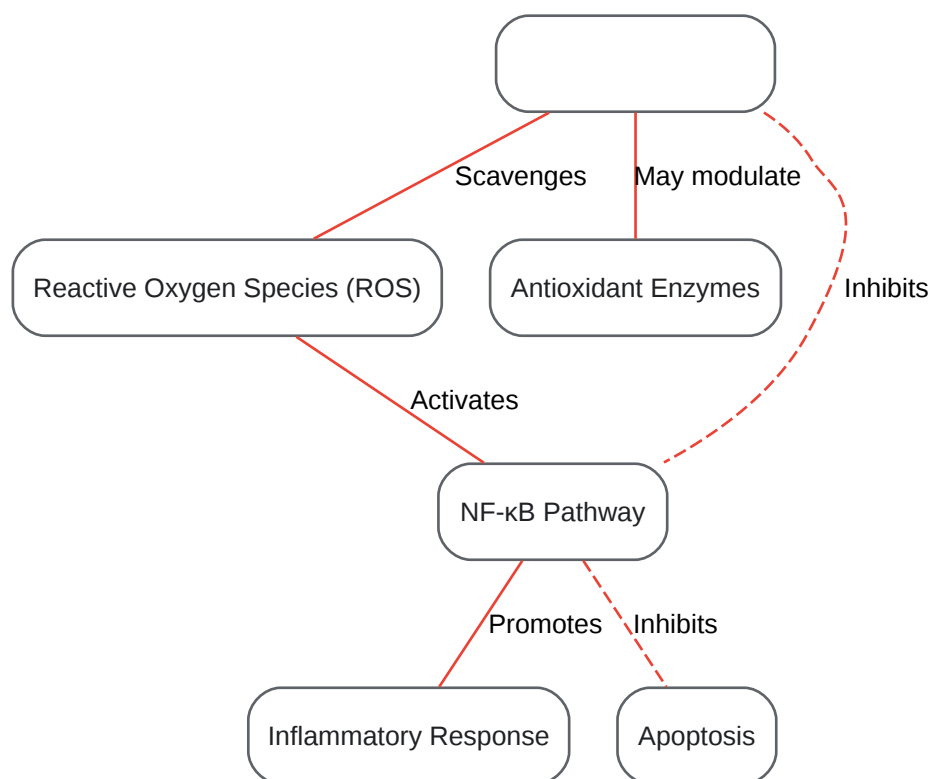 Scavenges
May modulate
Reactive Oxygen Species (ROS)
Antioxidant Enzymes
Inhibits
Activates
NF-κB Pathway
Promotes
Inhibits
Inflammatory Response
Apoptosis